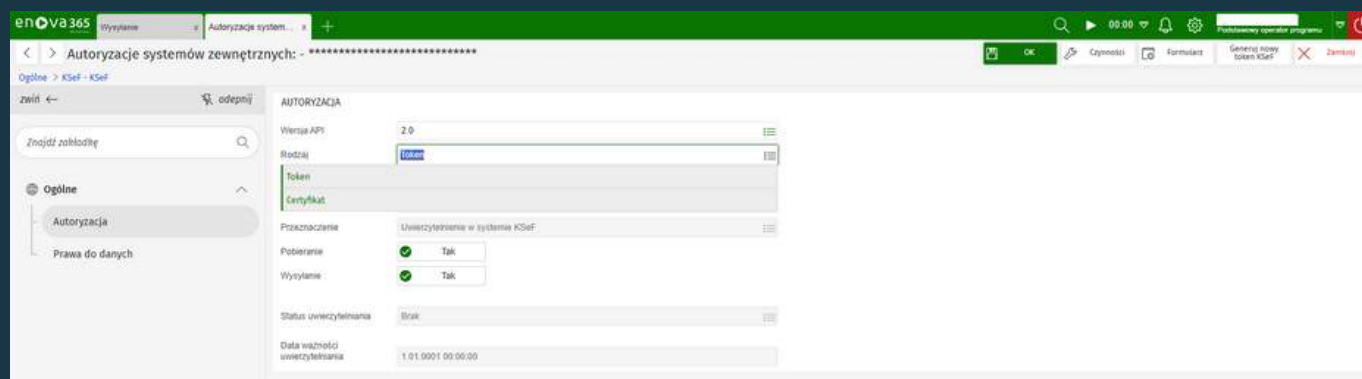 enova365 Wysyłanie x Autoryzacje system... x + 00:00 Podstawowy operator programu
< > Autoryzacje systemów zewnętrznych: - **************************** OK Czynności Formularz Generuj nowy token KSeF Zamknij
Ogólne > KSeF - KSeF
zwiń ← odepnij
AUTORYZACJA
Znajdź zakładkę
Ogólne
Autoryzacja
Prawa do danych
Wersja API 2.0
Rodzaj Token
Token
Certyfikat
Przeznaczenie Uwierzytelnienie w systemie KSeF
Pobieranie Tak
Wysyłanie Tak
Status uwierzytelniania Brak
Data ważności
uwierzytelniania 1.01.0001 00:00:00